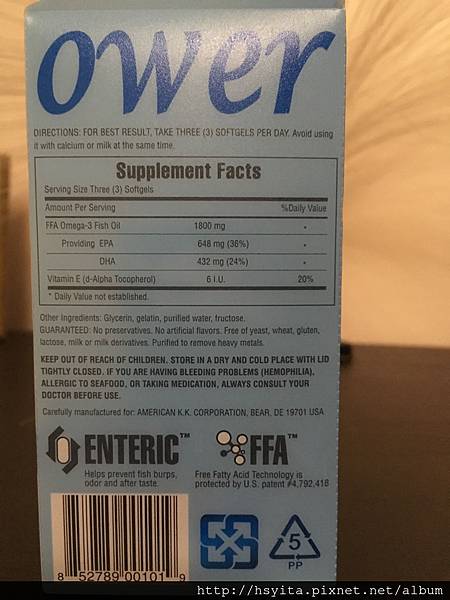 ower
DIRECTIONS: FOR BEST RESULT, TAKE THREE (3) SOFTGELS PER DAY. Avoid using
it with calcium or milk at the same time.
Supplement Facts
Serving Size Three (3) Softgels
Amount Per Serving %Daily Value
FFA Omega-3 Fish Oil 1800 mg *
Providing EPA 648 mg (36%) *
DHA 432 mg (24%) *
Vitamin E (d-Alpha Tocopherol) 6 I.U. 20%
* Daily Value not established.
Other Ingredients: Glycerin, gelatin, purified water, fructose.
GUARANTEED: No preservatives. No artificial flavors. Free of yeast, wheat, gluten,
lactose, milk or milk derivatives. Purified to remove heavy metals.
KEEP OUT OF REACH OF CHILDREN. STORE IN A DRY AND COLD PLACE WITH LID
TIGHTLY CLOSED. IF YOU ARE HAVING BLEEDING PROBLEMS (HEMOPHILIA),
ALLERGIC TO SEAFOOD, OR TAKING MEDICATION, ALWAYS CONSULT YOUR
DOCTOR BEFORE USE.
Carefully manufactured for: AMERICAN K.K. CORPORATION, BEAR, DE 19701 USA
ENTERIC™
Helps prevent fish burps,
odor and after taste.
FFA™
Free Fatty Acid Technology is
protected by U.S. patent #4,792,418
8 52789 00101 9
5
PP
http://hsyita.pixnet.net/album